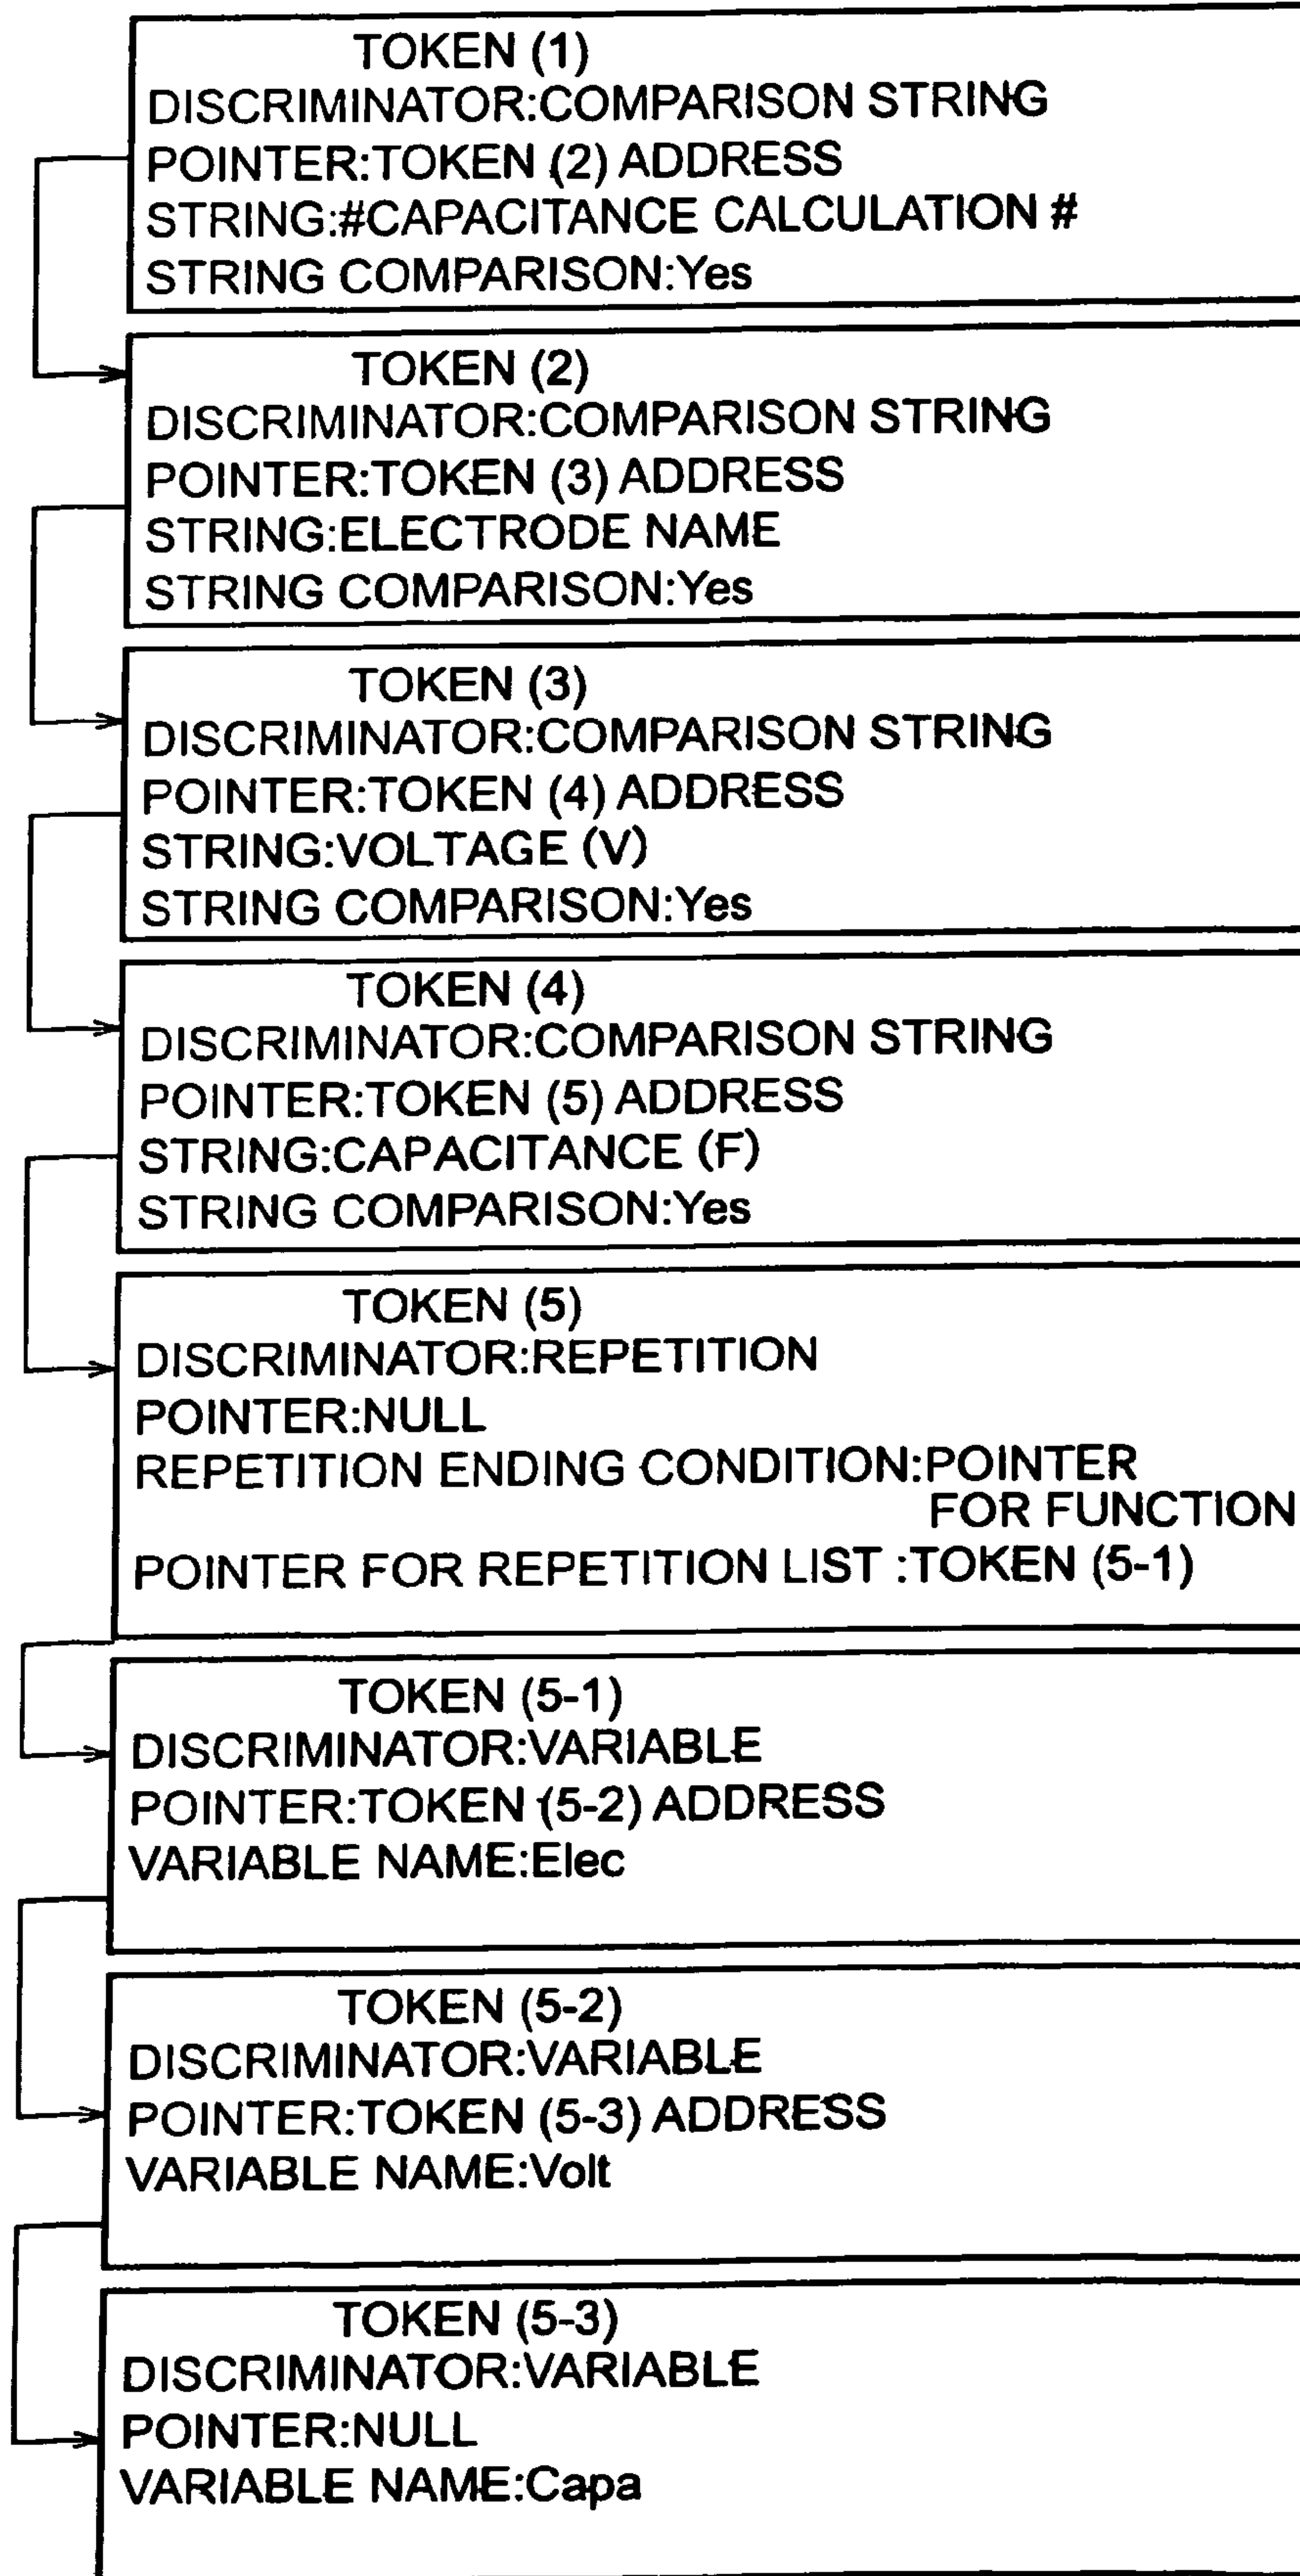 TOKEN (1)
DISCRIMINATOR:COMPARISON STRING
POINTER:TOKEN (2) ADDRESS
STRING:#CAPACITANCE CALCULATION #
STRING COMPARISON:Yes
TOKEN (2)
DISCRIMINATOR:COMPARISON STRING
POINTER:TOKEN (3) ADDRESS
STRING:ELECTRODE NAME
STRING COMPARISON:Yes
TOKEN (3)
DISCRIMINATOR:COMPARISON STRING
POINTER:TOKEN (4) ADDRESS
STRING:VOLTAGE (V)
STRING COMPARISON:Yes
TOKEN (4)
DISCRIMINATOR:COMPARISON STRING
POINTER:TOKEN (5) ADDRESS
STRING:CAPACITANCE (F)
STRING COMPARISON:Yes
TOKEN (5)
DISCRIMINATOR:REPETITION
POINTER:NULL
REPETITION ENDING CONDITION:POINTER
FOR FUNCTION
POINTER FOR REPETITION LIST :TOKEN (5-1)
TOKEN (5-1)
DISCRIMINATOR:VARIABLE
POINTER:TOKEN (5-2) ADDRESS
VARIABLE NAME:Elec
TOKEN (5-2)
DISCRIMINATOR:VARIABLE
POINTER:TOKEN (5-3) ADDRESS
VARIABLE NAME:Volt
TOKEN (5-3)
DISCRIMINATOR:VARIABLE
POINTER:NULL
VARIABLE NAME:Capa